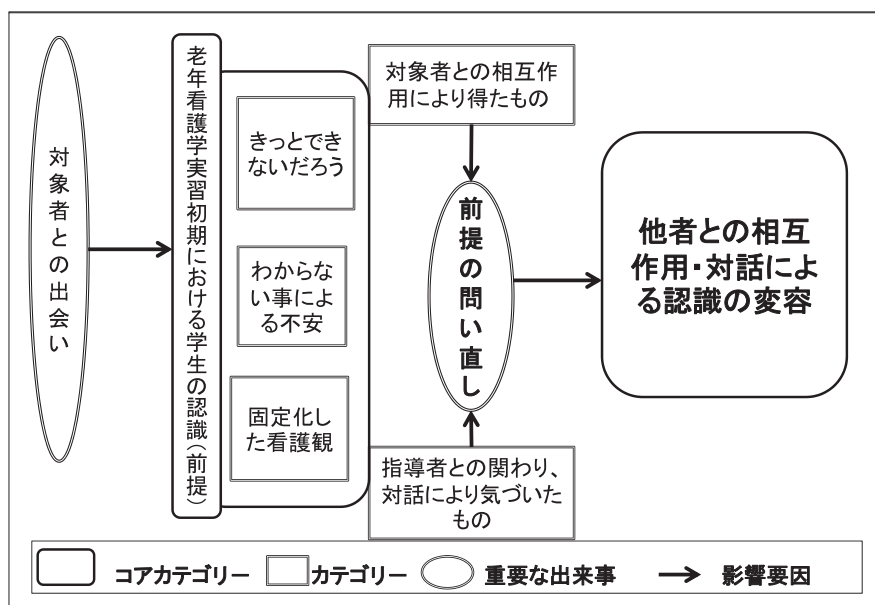 対象者との出会い
老年看護学実習初期における学生の認識(前提)
きっとでき
ないだろう
わからな
い事によ
る不安
固定化し
た看護観
対象者との相互作
用により得たもの
前提の問い直し
指導者との関わり、
対話により気づいた
もの
他者との相互
作用・対話によ
る認識の変容
コアカテゴリー
カテゴリー
重要な出来事
影響要因